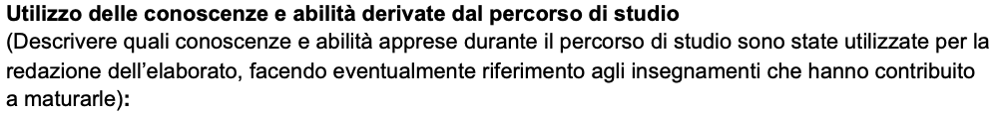 Utilizzo delle conoscenze e abilità derivate dal percorso di studio
(Descrivere quali conoscenze e abilità apprese durante il percorso di studio sono state utilizzate per la
redazione dell’elaborato, facendo eventualmente riferimento agli insegnamenti che hanno contribuito
a maturarle):